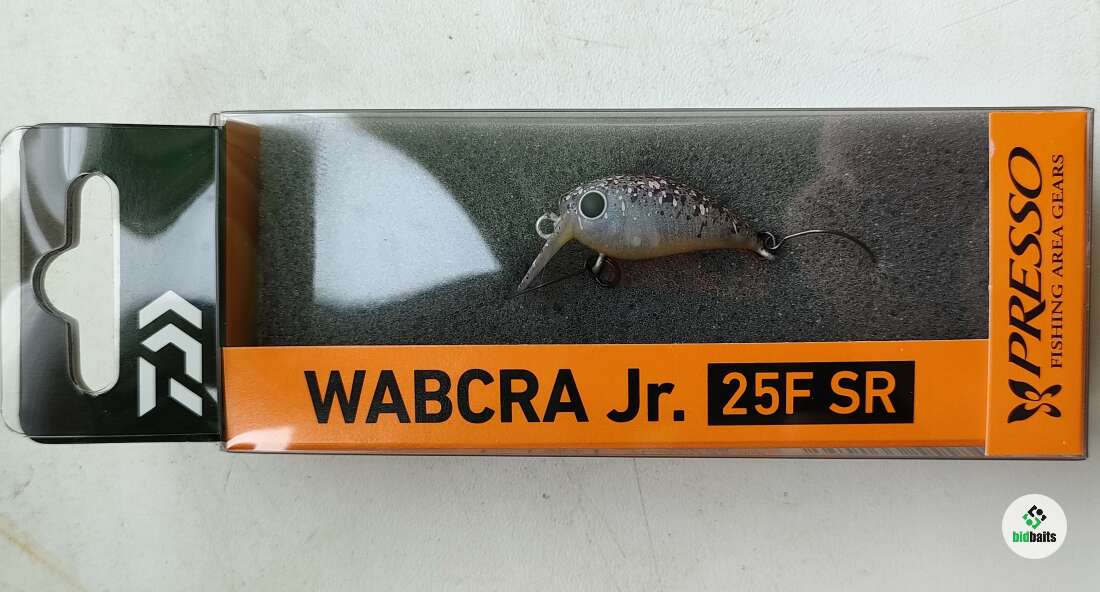 WABCRA Jr. 25F SR
PRESSO
FISHING AREA GEARS
bidbaits